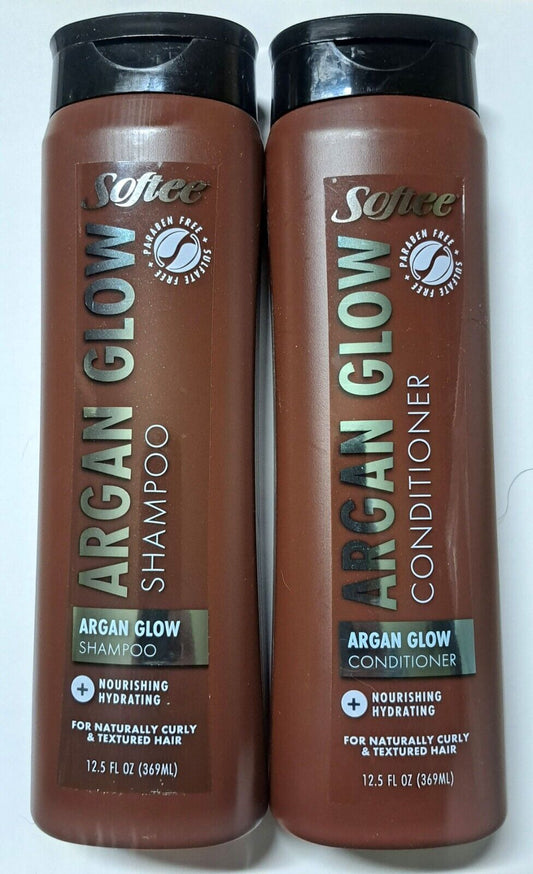 Softee
+ PARABEN FREE + SULFATE FREE
ARGAN GLOW
SHAMPOO
ARGAN GLOW
SHAMPOO
+ NOURISHING
HYDRATING
FOR NATURALLY CURLY
& TEXTURED HAIR
12.5 FL OZ (369ML)
Softee
+ PARABEN FREE + SULFATE FREE
ARGAN GLOW
CONDITIONER
ARGAN GLOW
CONDITIONER
+ NOURISHING
HYDRATING
FOR NATURALLY CURLY
& TEXTURED HAIR
12.5 FL OZ (369ML)